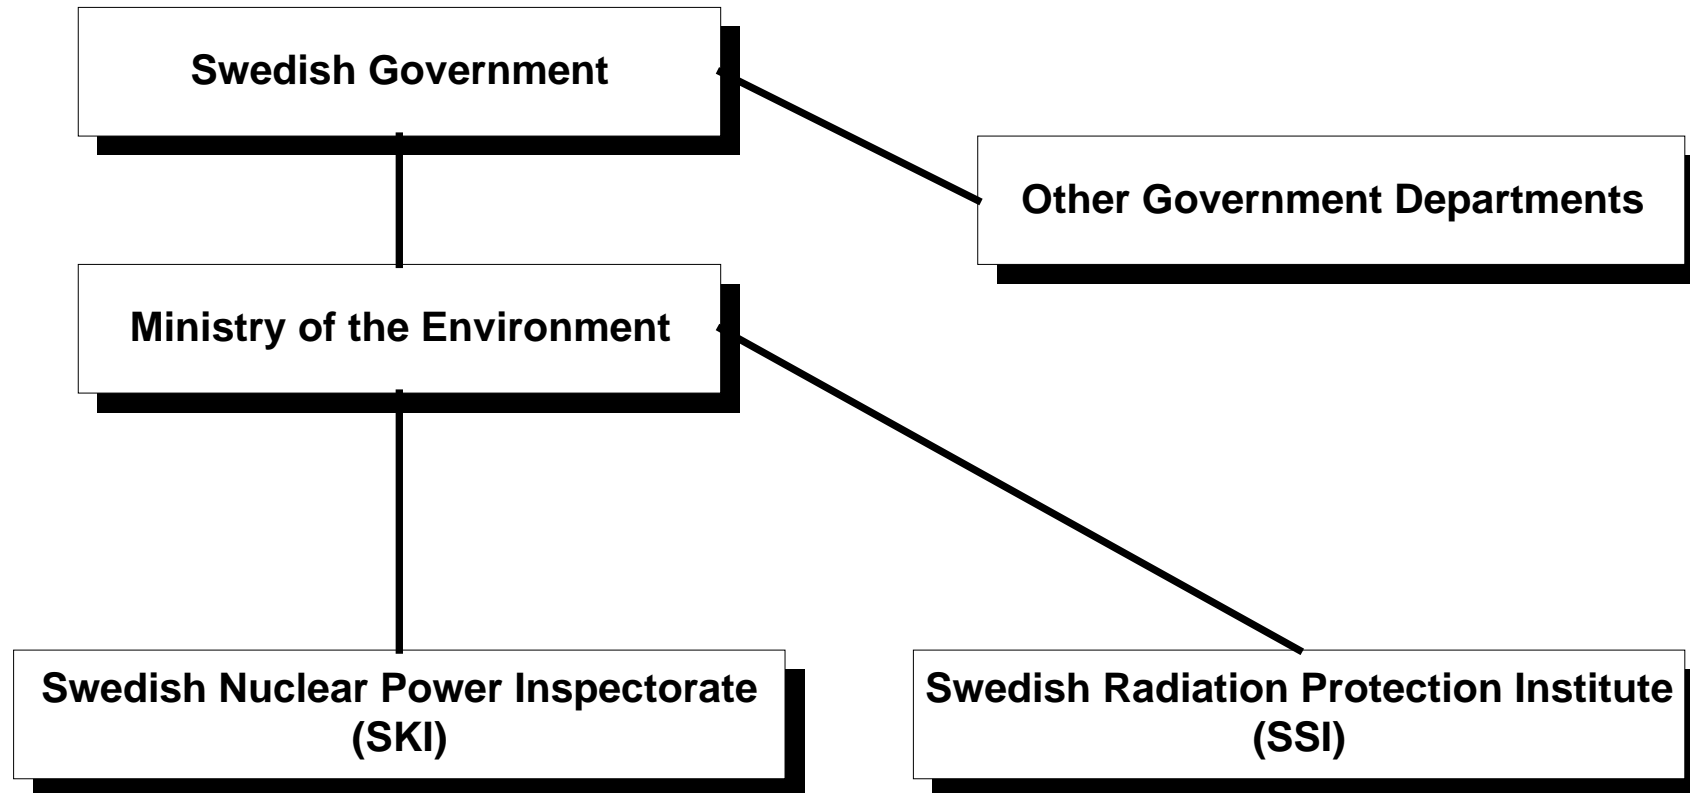 Swedish Government
Other Government Departments
Ministry of the Environment
Swedish Nuclear Power Inspectorate
(SKI)
Swedish Radiation Protection Institute
(SSI)